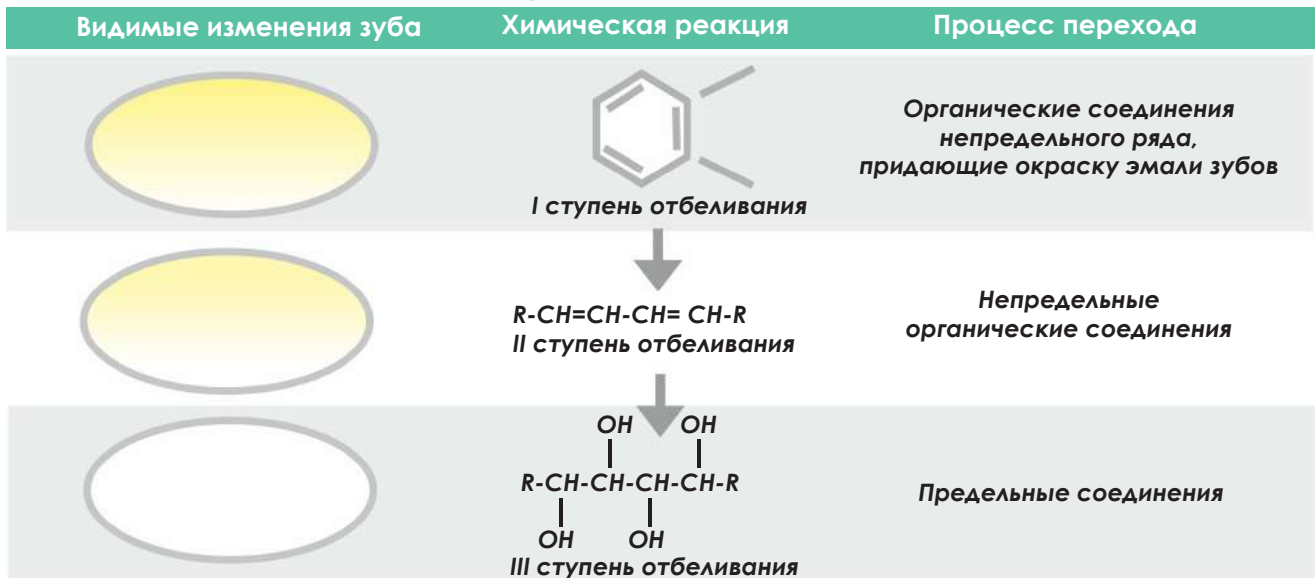 Видимые изменения зуба
Химическая реакция
Процесс перехода
I ступень отбеливания
Органические соединения
непредельного ряда,
придающие окраску эмали зубов
R-CH=CH-CH= CH-R
II ступень отбеливания
Непредельные
органические соединения
OH OH
R-CH-CH-CH-CH-R
OH OH
III ступень отбеливания
Предельные соединения